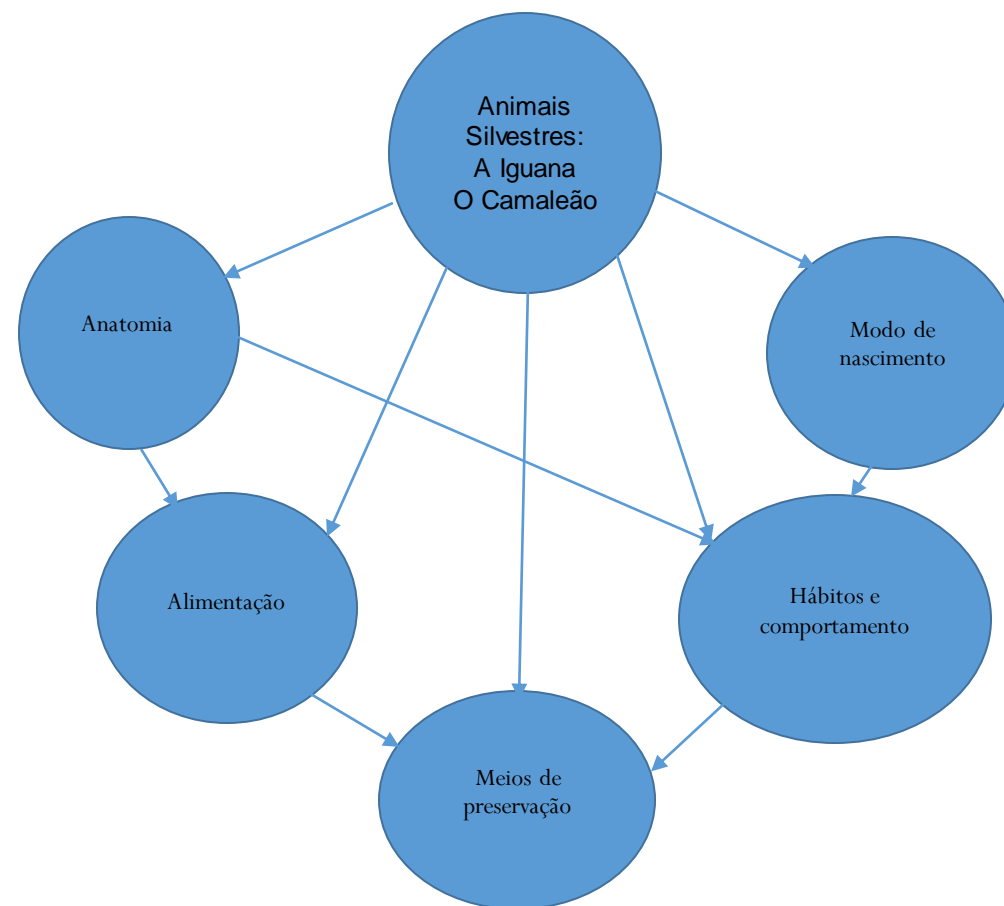 Animais
Silvestres:
A Iguana
O Camaleão
Anatomia
Modo de
nascimento
Alimentação
Hábitos e
comportamento
Meios de
preservação